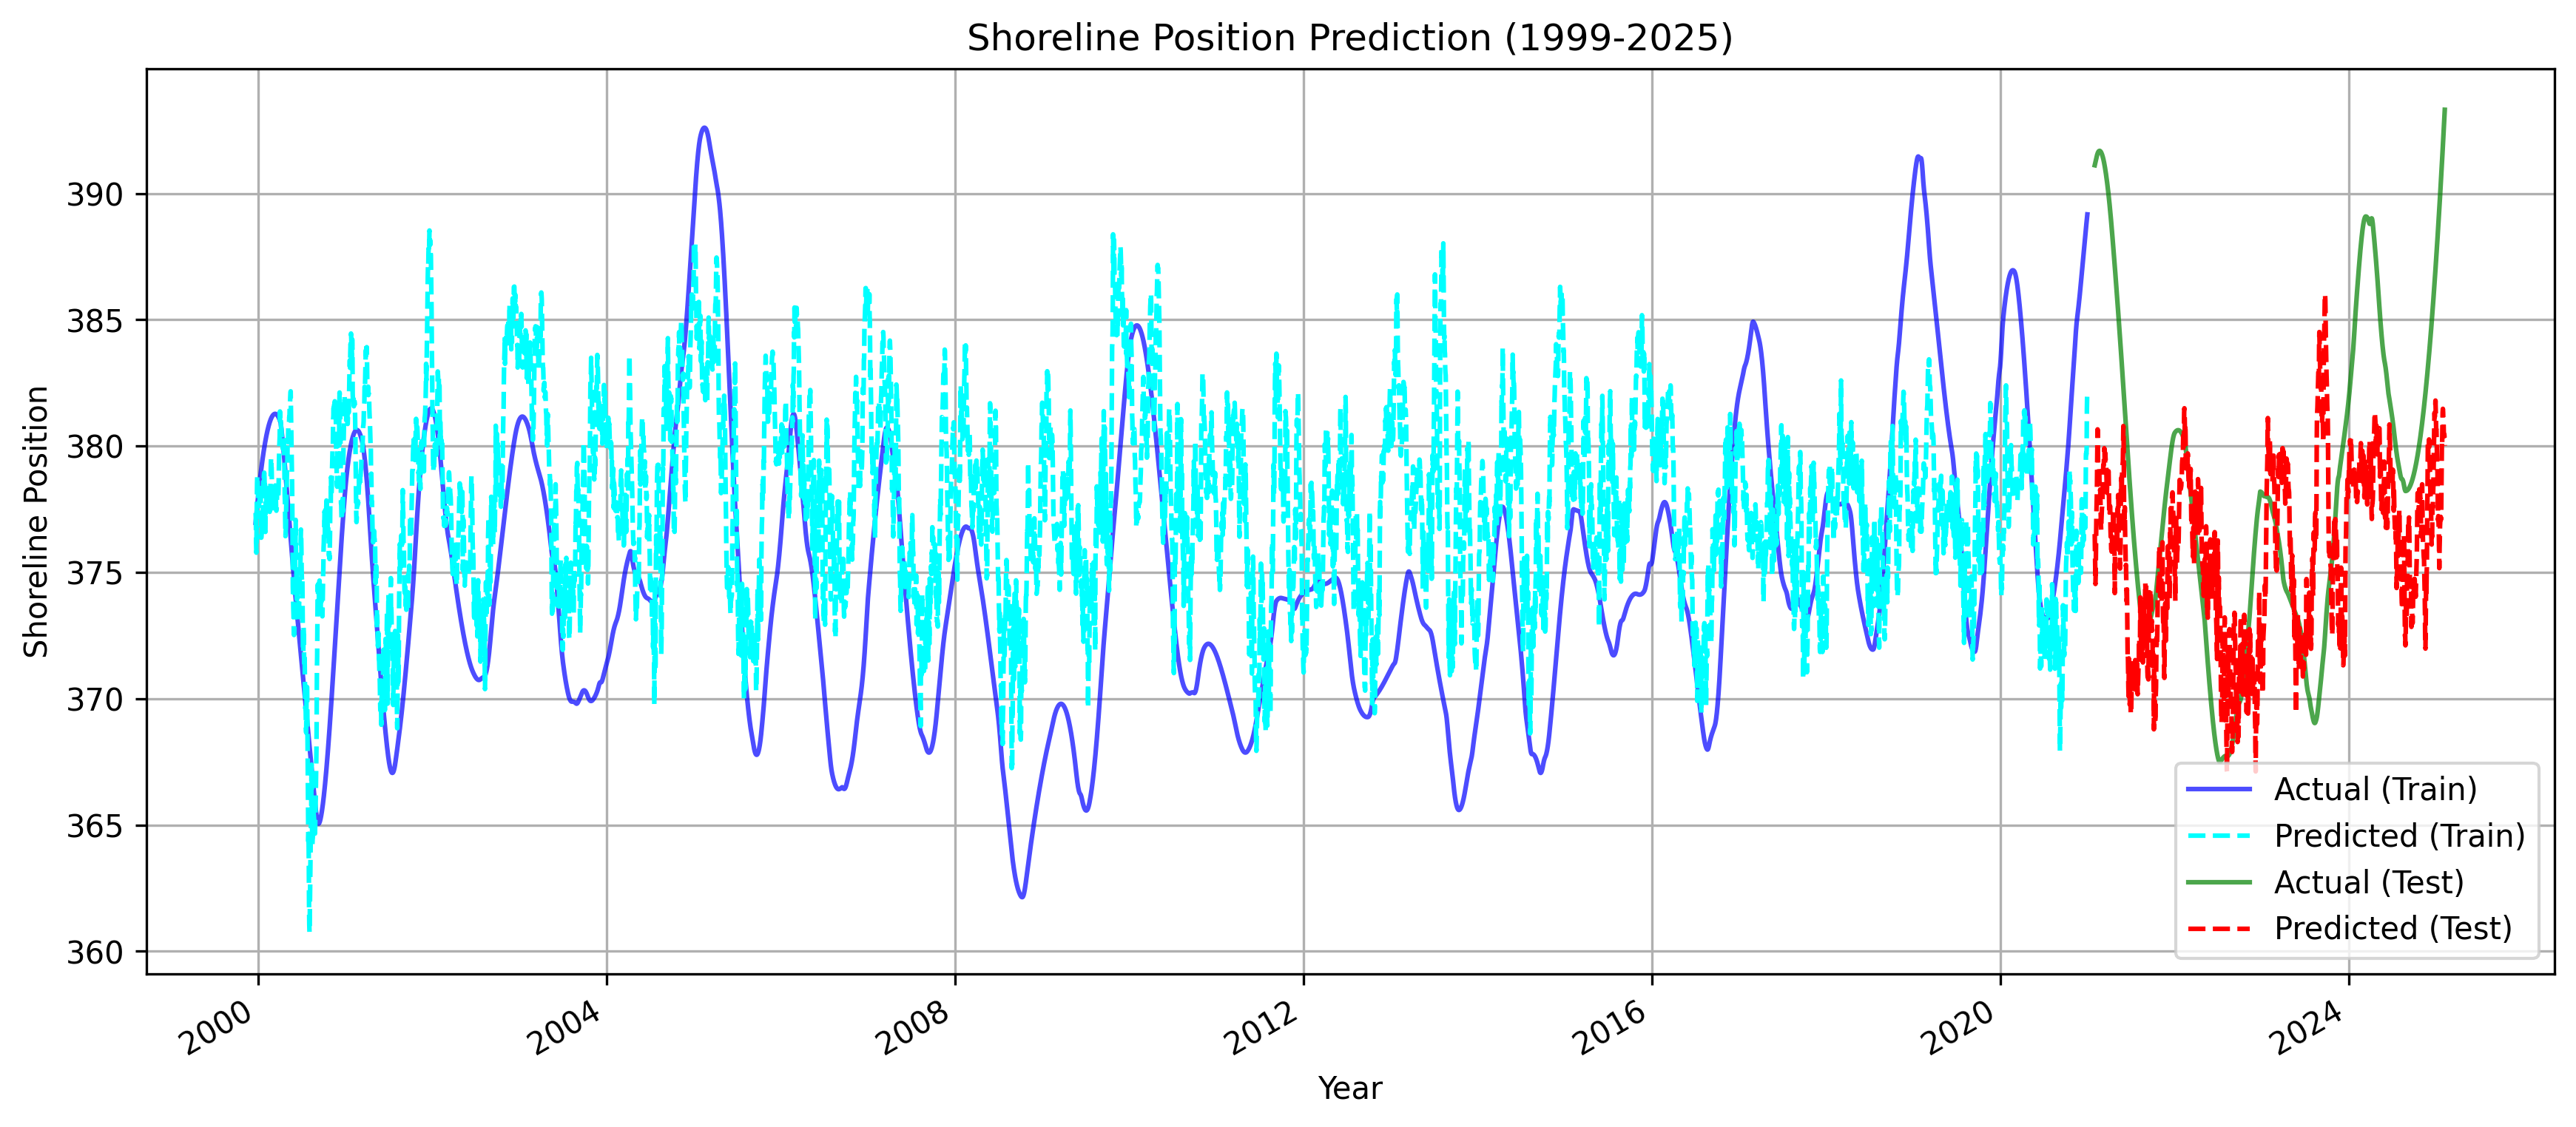 Shoreline Position Prediction (1999-2025)
Shoreline Position
390
385
380
375
370
365
360
Actual (Train)
Predicted (Train)
Actual (Test)
Predicted (Test)
2000
2004
2008
2012
2016
2020
2024
Year